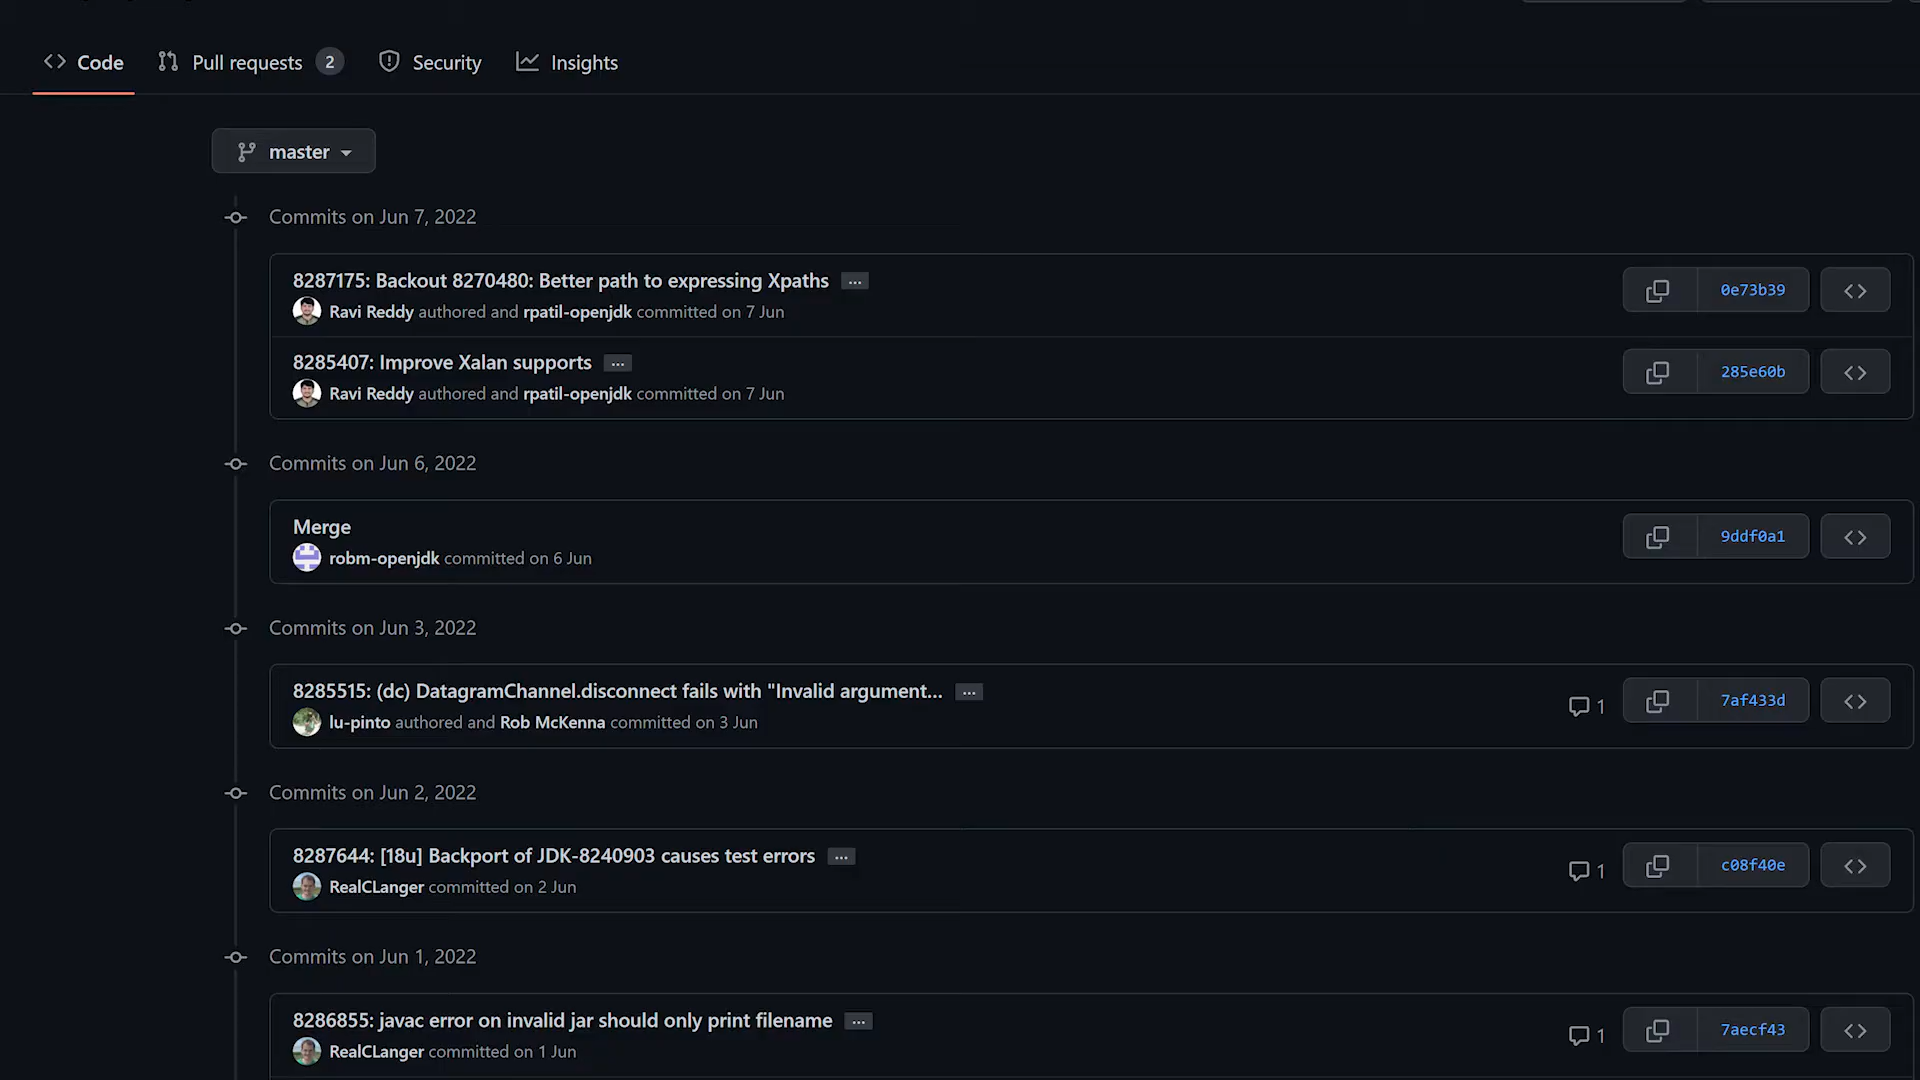 Code
Pull requests 2
Security
Insights
master
Commits on Jun 7, 2022
8287175: Backout 8270480: Better path to expressing Xpaths ...
0e73b39
Ravi Reddy authored and rpatil-openjdk committed on 7 Jun
8285407: Improve Xalan supports ...
285e60b
Ravi Reddy authored and rpatil-openjdk committed on 7 Jun
Commits on Jun 6, 2022
Merge
9ddf0a1
robm-openjdk committed on 6 Jun
Commits on Jun 3, 2022
8285515: (dc) DatagramChannel.disconnect fails with "Invalid argument... ...
1
7af433d
lu-pinto authored and Rob McKenna committed on 3 Jun
Commits on Jun 2, 2022
8287644: [18u] Backport of JDK-8240903 causes test errors ...
1
c08f40e
RealCLanger committed on 2 Jun
Commits on Jun 1, 2022
8286855: javac error on invalid jar should only print filename ...
1
7aecf43
RealCLanger committed on 1 Jun